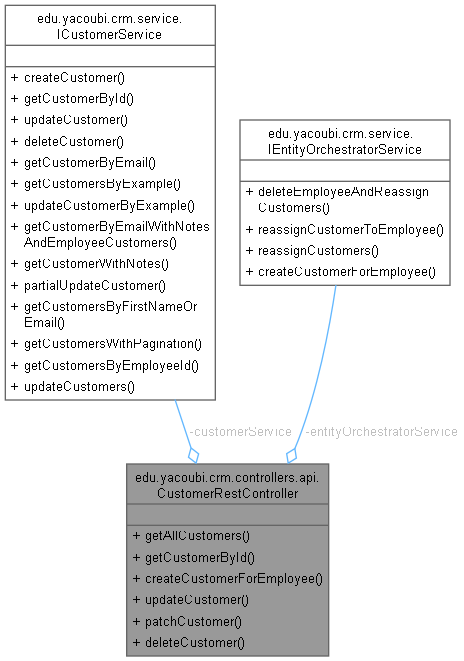 edu.yacoubi.crm.service.
ICustomerService
+ createCustomer()
+ getCustomerById()
+ updateCustomer()
+ deleteCustomer()
+ getCustomerByEmail()
+ getCustomersByExample()
+ updateCustomerByExample()
+ getCustomerByEmailWithNotes
AndEmployeeCustomers()
+ getCustomerWithNotes()
+ partialUpdateCustomer()
+ getCustomersByFirstNameOr
Email()
+ getCustomersWithPagination()
+ getCustomersByEmployeeId()
+ updateCustomers()
edu.yacoubi.crm.service.
IEntityOrchestratorService
+ deleteEmployeeAndReassign
Customers()
+ reassignCustomerToEmployee()
+ reassignCustomers()
+ createCustomerForEmployee()
-customerService
-entityOrchestratorService
edu.yacoubi.crm.controllers.api.
CustomerRestController
+ getAllCustomers()
+ getCustomerById()
+ createCustomerForEmployee()
+ updateCustomer()
+ patchCustomer()
+ deleteCustomer()